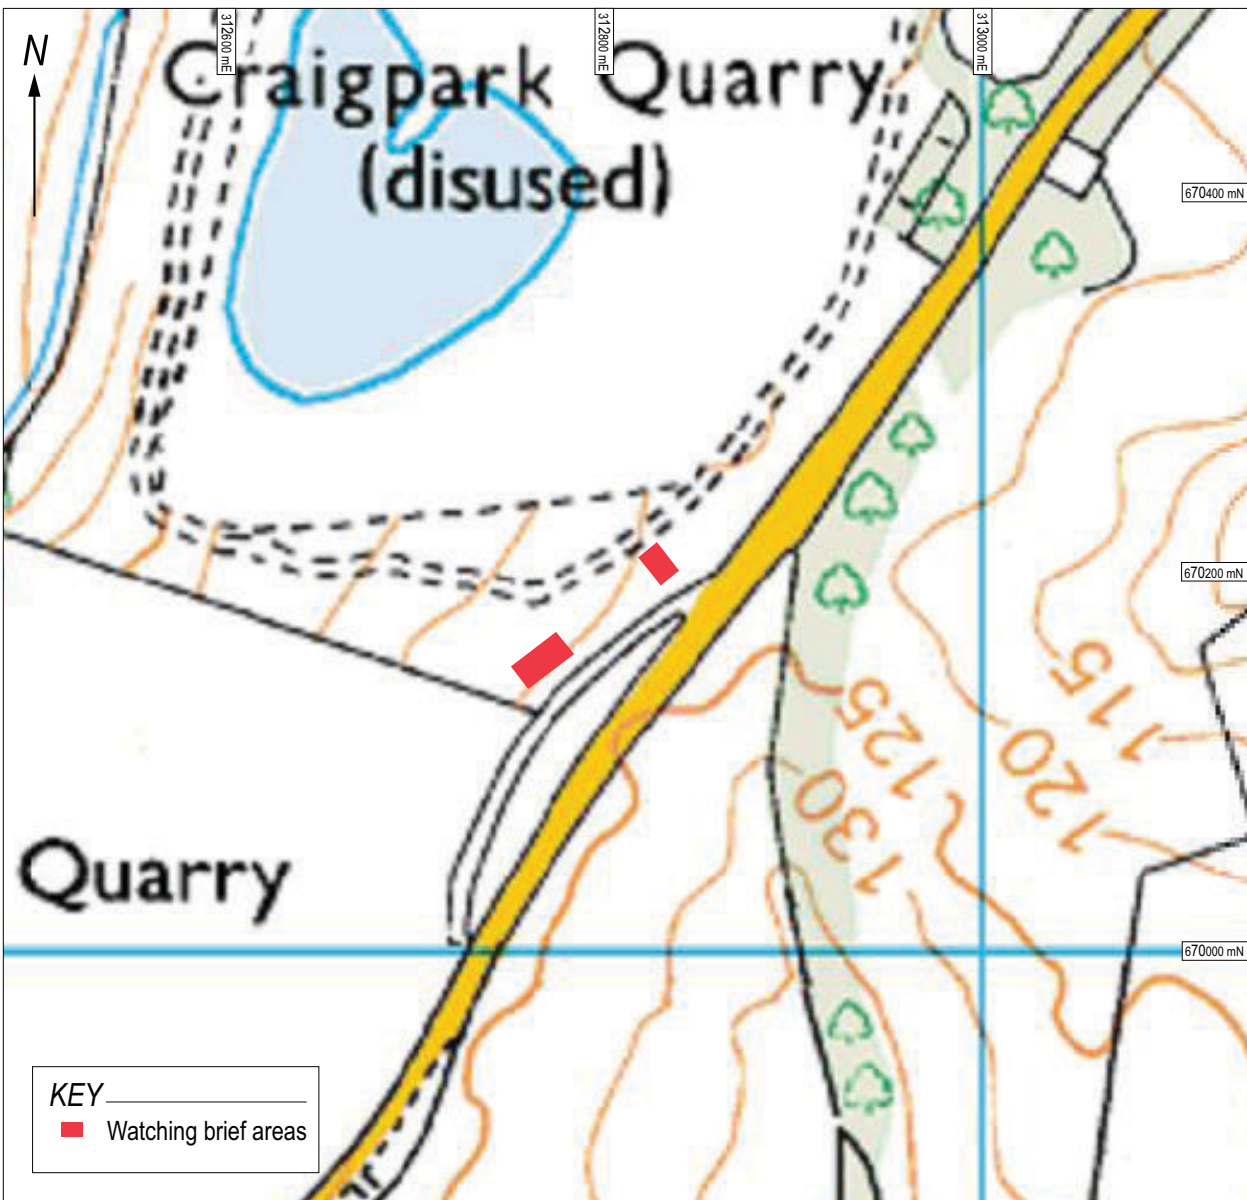 N
312600 mE
312800 mE
313000 mE
Craigpark Quarry
(disused)
670400 mN
670200 mN
115
120
125
130
Quarry
670000 mN
KEY
Watching brief areas